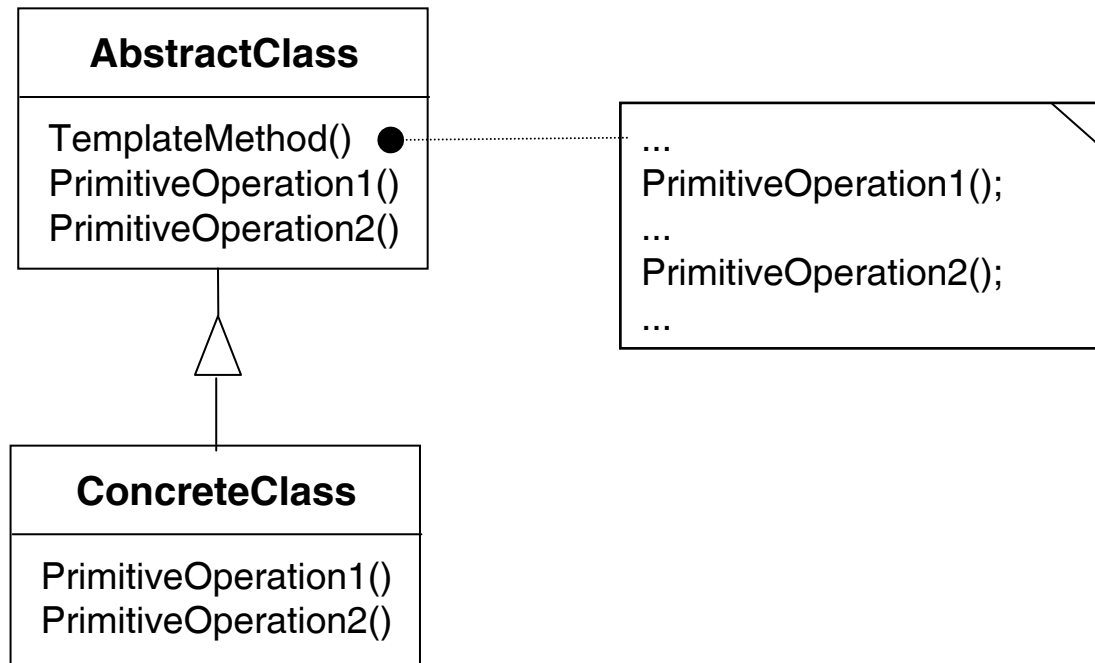 AbstractClass
TemplateMethod()
PrimitiveOperation1()
PrimitiveOperation2()
...
PrimitiveOperation1();
...
PrimitiveOperation2();
...
ConcreteClass
PrimitiveOperation1()
PrimitiveOperation2()